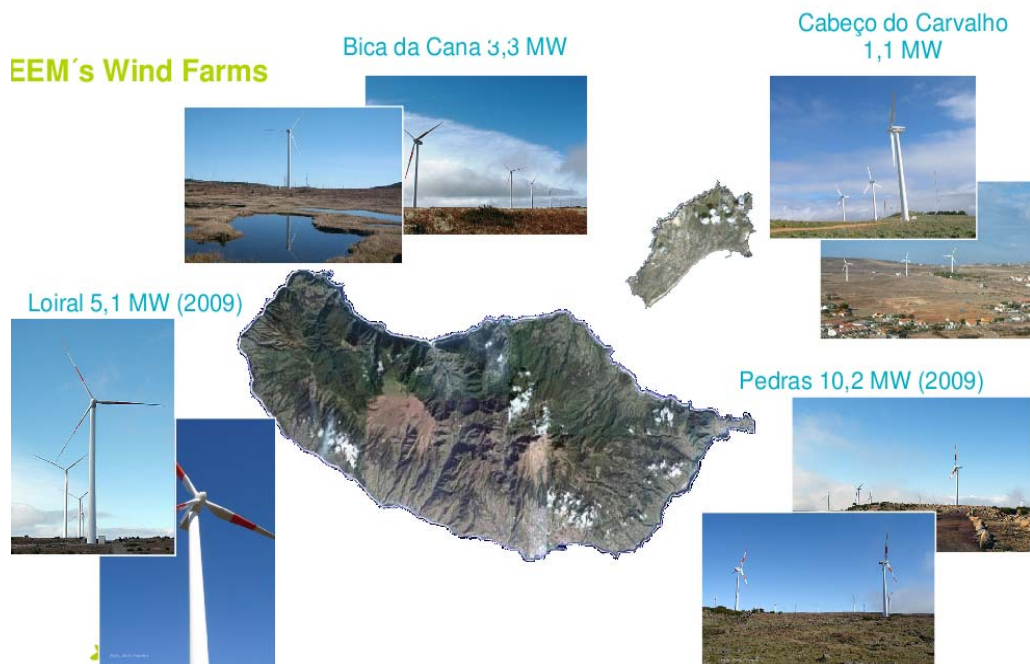 EEM´s Wind Farms
Bica da Cana 3,3 MW
Cabeço do Carvalho
1,1 MW
Loiral 5,1 MW (2009)
Pedras 10,2 MW (2009)